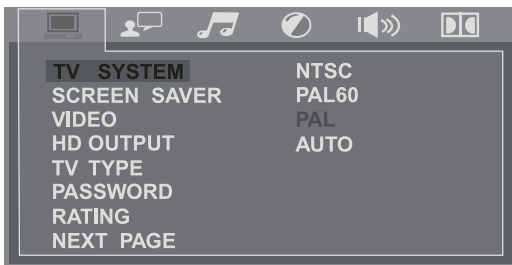 TV SYSTEM NTSC
SCREEN SAVER PAL60
VIDEO PAL
HD OUTPUT AUTO
TV TYPE
PASSWORD
RATING
NEXT PAGE